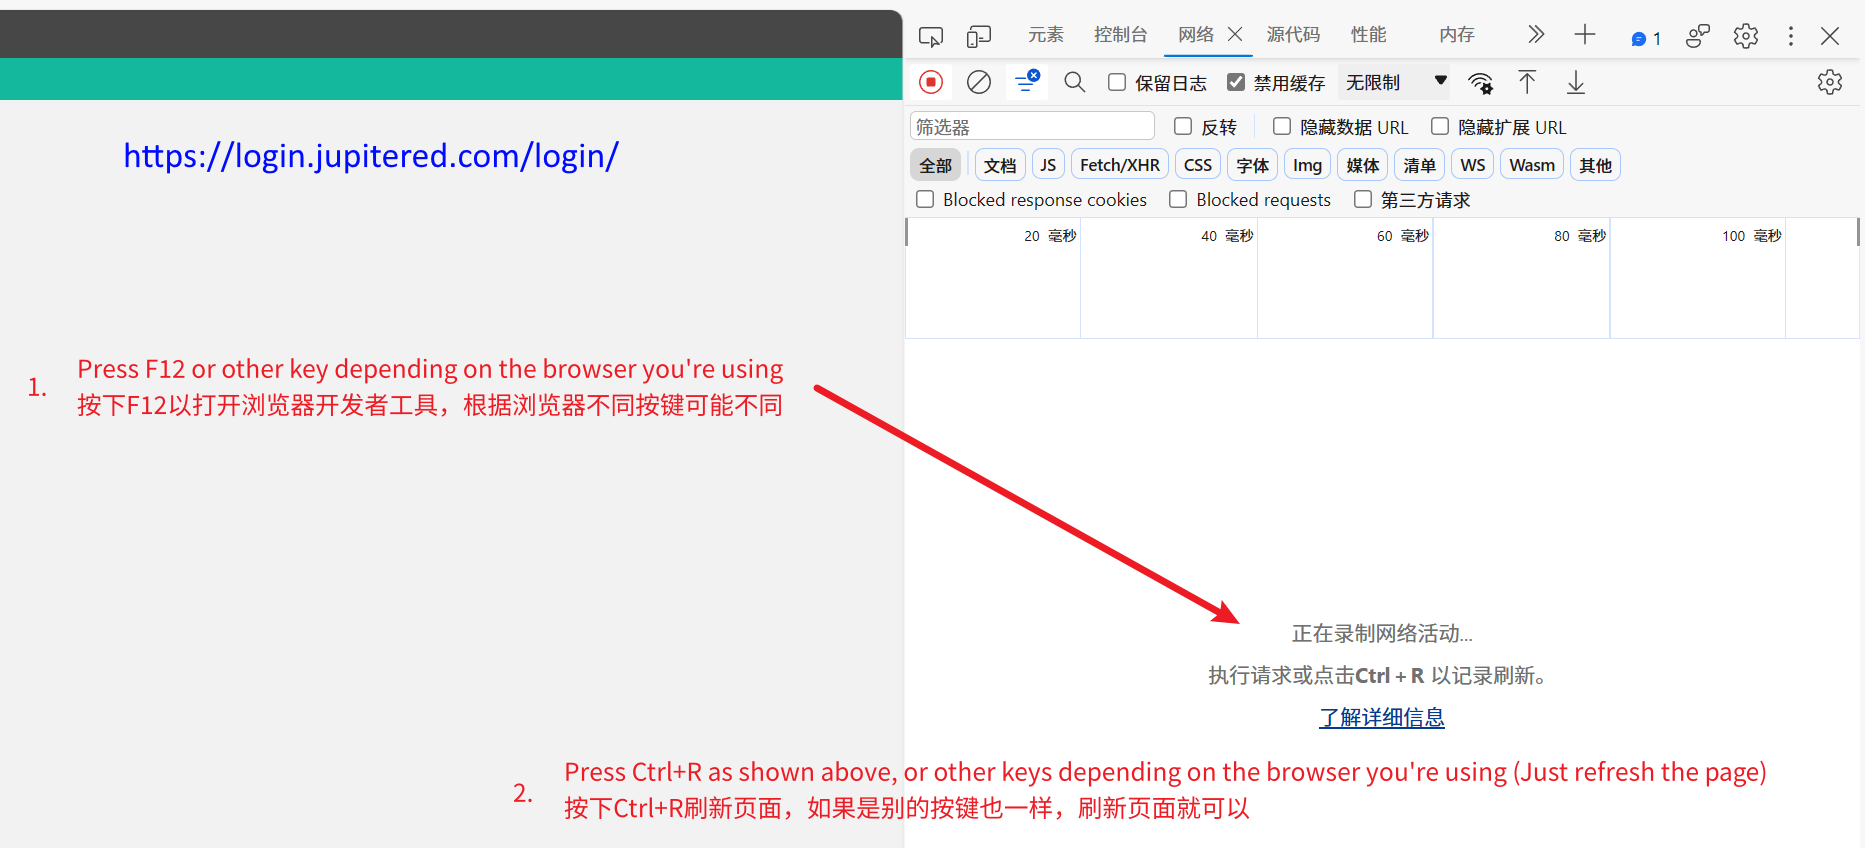 元素 控制台 网络 源代码 性能 内存 1
保留日志 禁用缓存 无限制
筛选器 反转 隐藏数据 URL 隐藏扩展 URL
全部 文档 JS Fetch/XHR CSS 字体 Img 媒体 清单 WS Wasm 其他
Blocked response cookies Blocked requests 第三方请求
20 毫秒 40 毫秒 60 毫秒 80 毫秒 100 毫秒
https://login.jupitered.com/login/
1.
Press F12 or other key depending on the browser you're using
按下F12以打开浏览器开发者工具，根据浏览器不同按键可能不同
正在录制网络活动...
执行请求或点击Ctrl + R 以记录刷新。
了解详细信息
2.
Press Ctrl+R as shown above, or other keys depending on the browser you're using (Just refresh the page)
按下Ctrl+R刷新页面，如果是别的按键也一样，刷新页面就可以